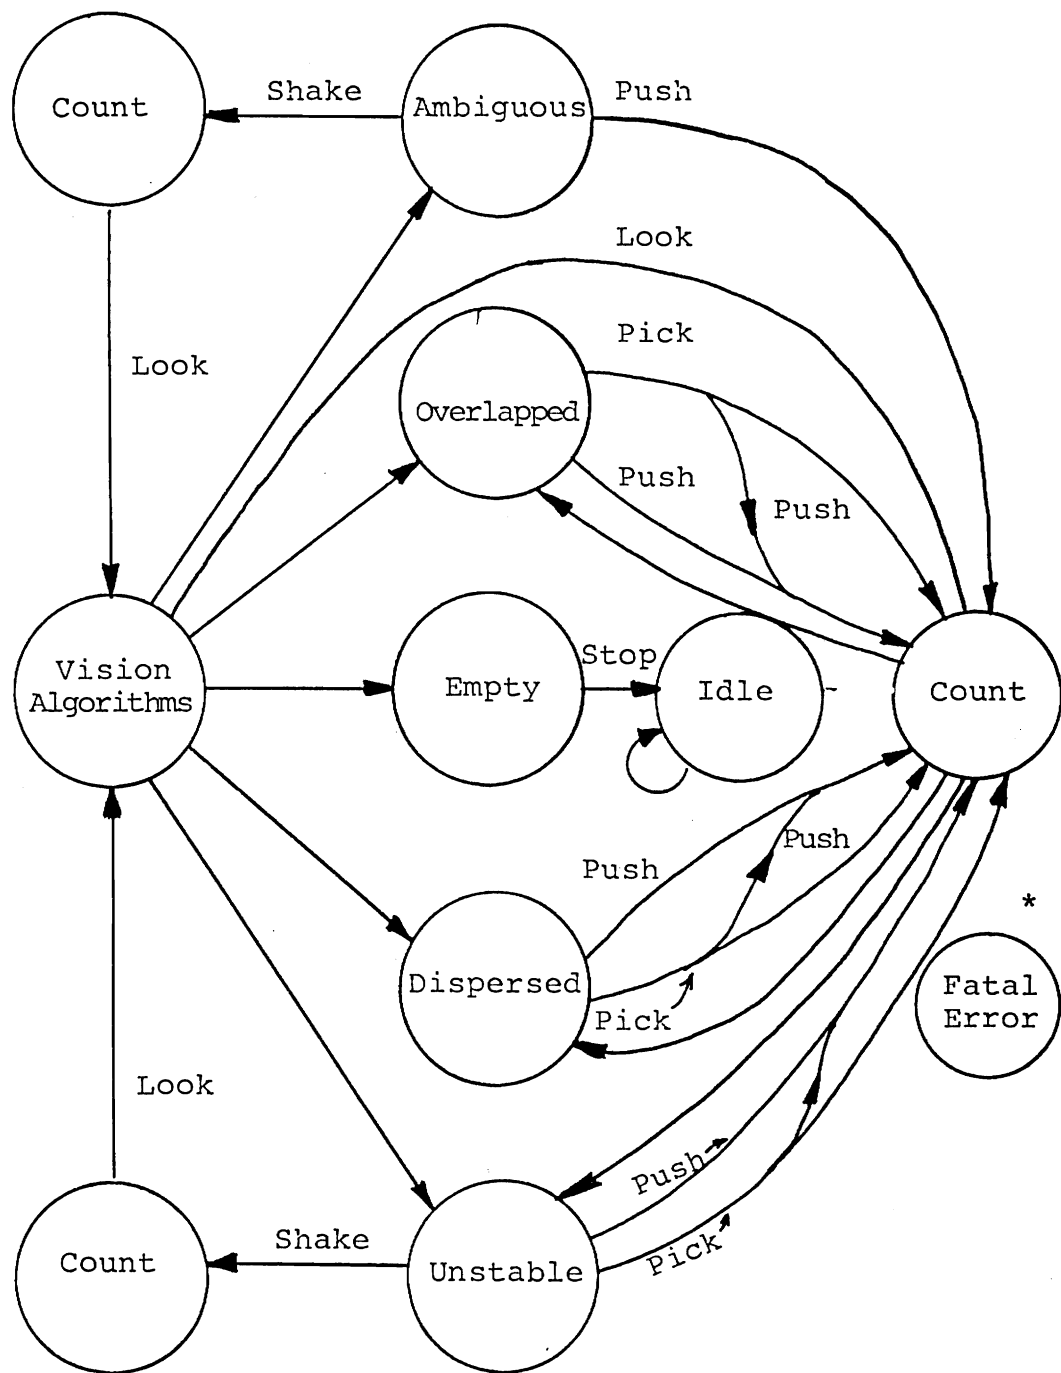 Count
Shake
Ambiguous
Push
Look
Look
Pick
Overlapped
Push
Push
Vision
Algorithms
Empty
Stop
Idle
Count
Push
Push
*
Dispersed
Pick
Fatal
Error
Look
Push
Count
Shake
Unstable
Pick